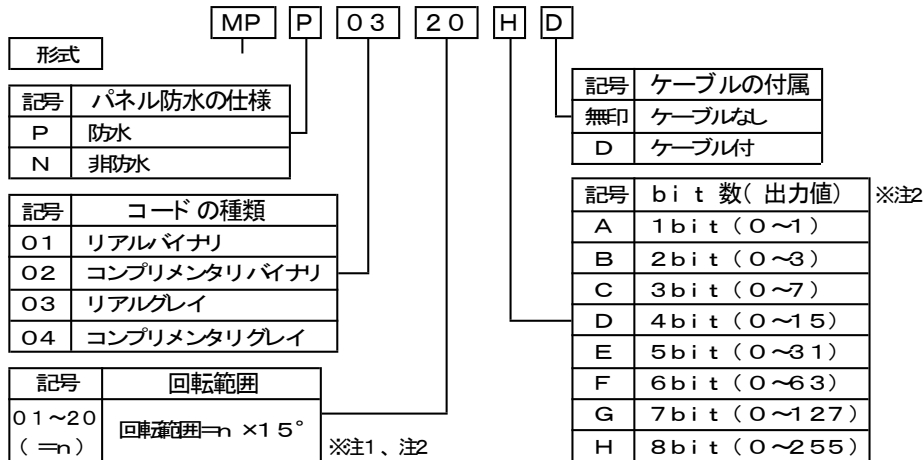 MP P 03 20 H D
形式
記号 パネル防水の仕様
P 防水
N 非防水
記号 コードの種類
01 リアルバイナリ
02 コンプリメンタリバイナリ
03 リアルグレイ
04 コンプリメンタリグレイ
記号 回転範囲
01~20
(=n)
回転範囲=n×15°
※注1、注2
記号 ケーブルの付属
無印 ケーブルなし
D ケーブル付
記号 bit数(出力値) ※注2
A 1bit(0~1)
B 2bit(0~3)
C 3bit(0~7)
D 4bit(0~15)
E 5bit(0~31)
F 6bit(0~63)
G 7bit(0~127)
H 8bit(0~255)